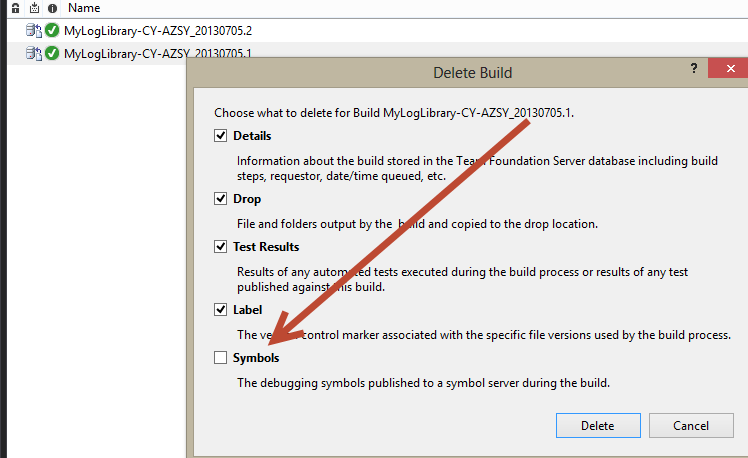 Name
MyLogLibrary-CY-AZSY_20130705.2
MyLogLibrary-CY-AZSY_20130705.1
Delete Build
?
Choose what to delete for Build MyLogLibrary-CY-AZSY_20130705.1.
Details
Information about the build stored in the Team Foundation Server database including build
steps, requestor, date/time queued, etc.
Drop
File and folders output by the build and copied to the drop location.
Test Results
Results of any automated tests executed during the build process or results of any test
published against this build.
Label
The version control marker associated with the specific file versions used by the build process.
Symbols
The debugging symbols published to a symbol server during the build.
Delete
Cancel